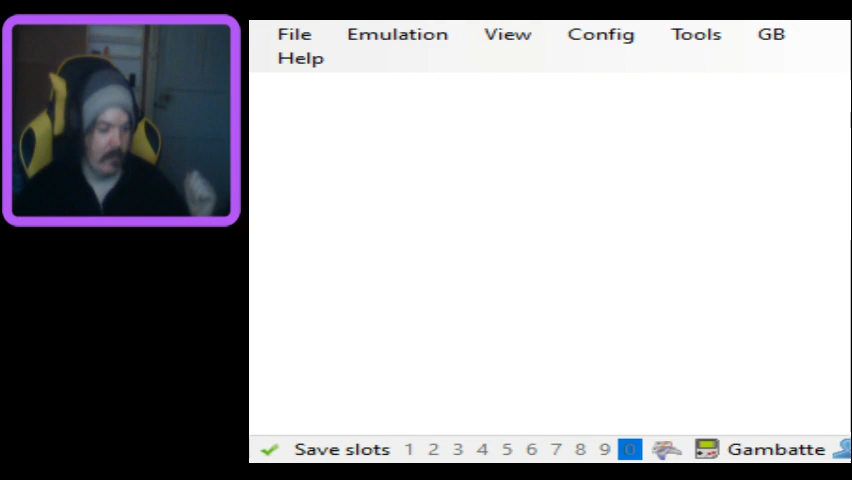 File Emulation View Config Tools GB
Help
Save slots 1 2 3 4 5 6 7 8 9 0 Gambatte